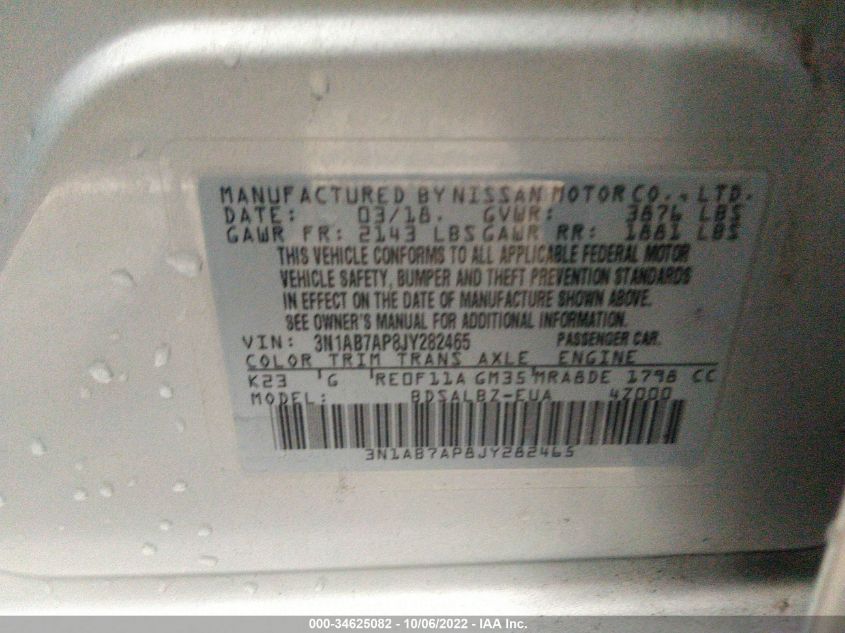 MANUFACTURED BY NISSAN MOTOR CO., LTD.
DATE: 03/18. GVWR: 3876 LBS
GAWR FR: 2143 LBS GAWR RR: 1881 LBS
THIS VEHICLE CONFORMS TO ALL APPLICABLE FEDERAL MOTOR
VEHICLE SAFETY, BUMPER AND THEFT PREVENTION STANDARDS
IN EFFECT ON THE DATE OF MANUFACTURE SHOWN ABOVE.
SEE OWNER'S MANUAL FOR ADDITIONAL INFORMATION.
VIN: 3N1AB7AP8JY282465 PASSENGER CAR.
COLOR TRIM TRANS AXLE ENGINE
K23 G RE0F11A GM35 MRA8DE 1798 CC
MODEL: BDSALBZ-EUA 4Z000
3N1AB7AP8JY282465
000-34625082 - 10/06/2022 - IAA Inc.